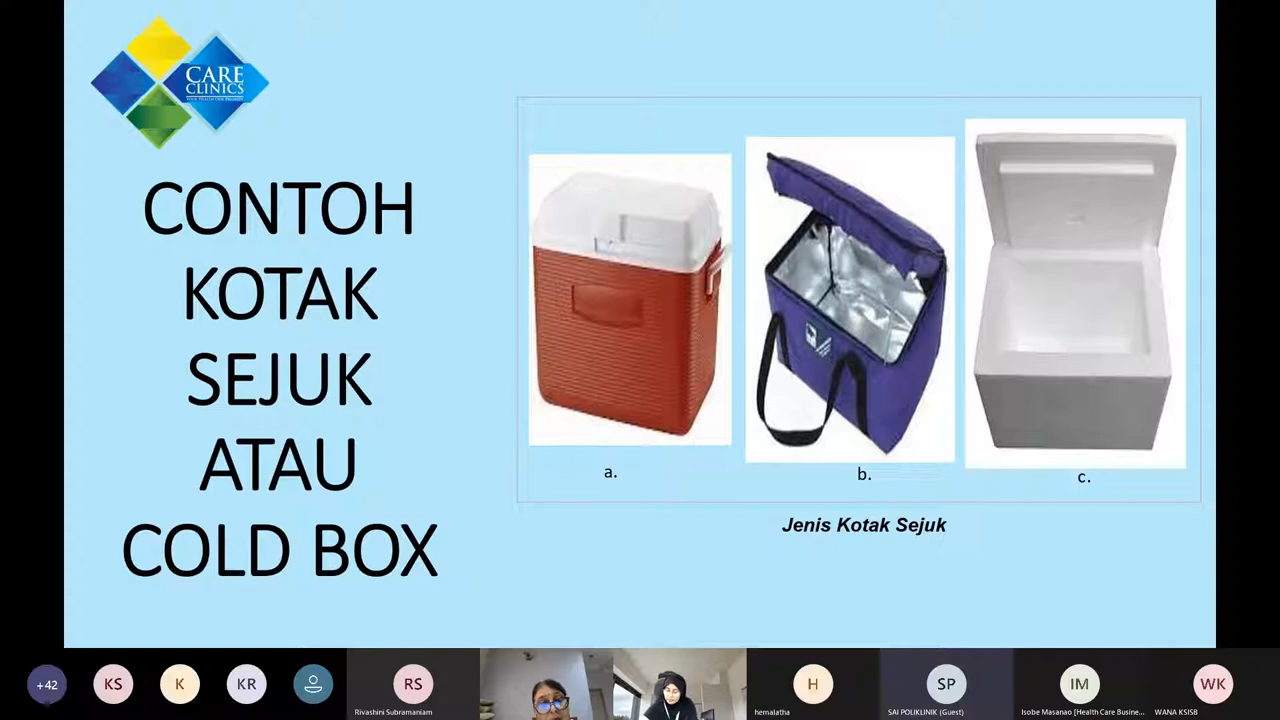 CARE
CLINICS
CONTOH
KOTAK
SEJUK
ATAU
COLD BOX
a.
b.
c.
Jenis Kotak Sejuk
+42
KS
K
KR
RS
Rivashini Subramaniam
H
hemalatha
SP
SAI POLIKLINIK (Guest)
IM
Isobe Masanao [Health Care Busine...
WK
WANA KSISB